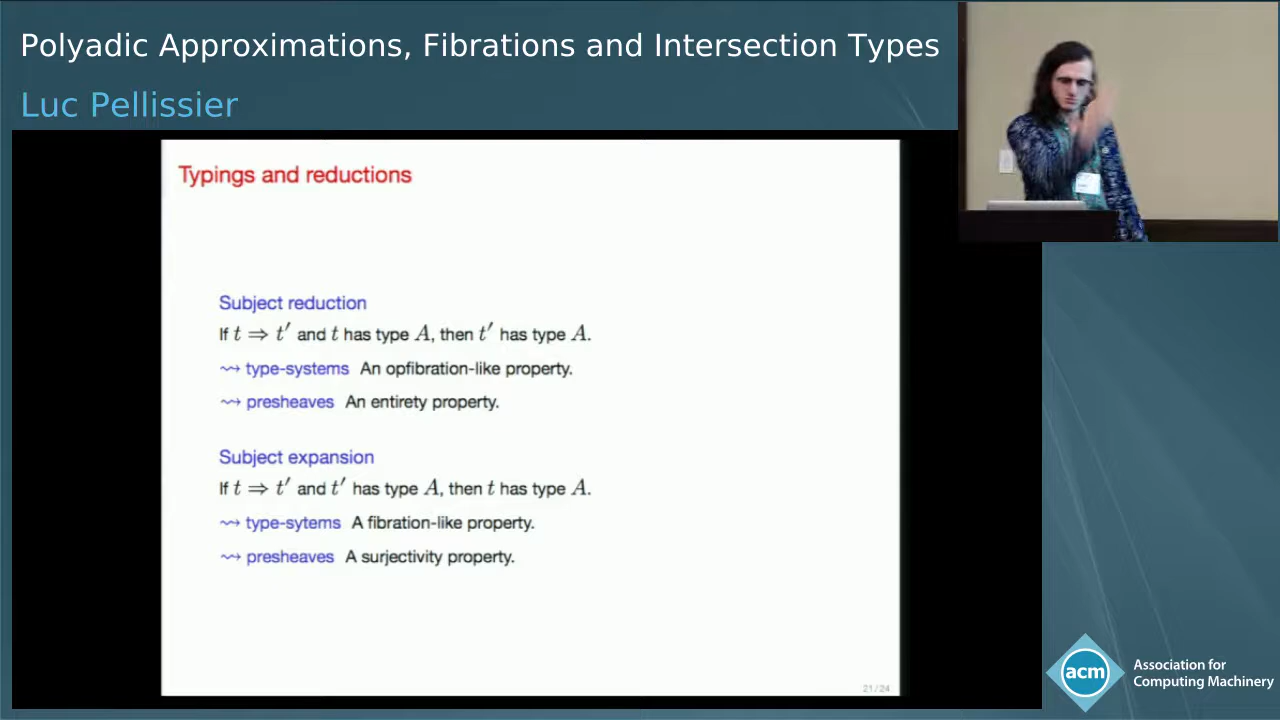 Polyadic Approximations, Fibrations and Intersection Types
Luc Pellissier
Typings and reductions
Subject reduction
If t ⇒ t′ and t has type A, then t′ has type A.
⇝ type-systems An opfibration-like property.
⇝ presheaves An entirety property.
Subject expansion
If t ⇒ t′ and t′ has type A, then t has type A.
⇝ type-sytems A fibration-like property.
⇝ presheaves A surjectivity property.
21/24
acm
Association for
Computing Machinery